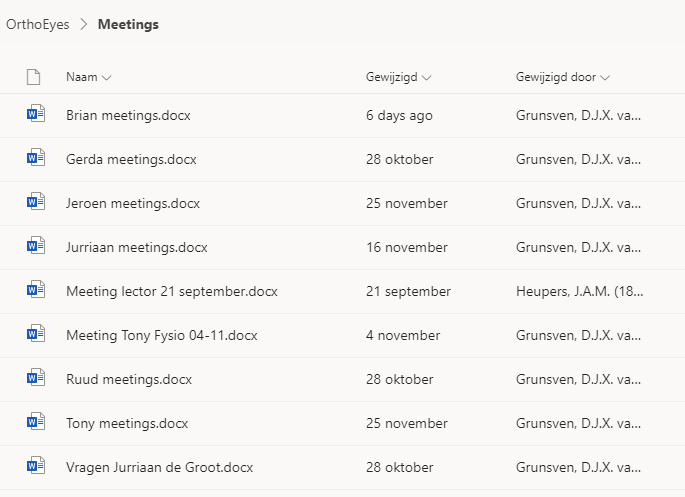 OrthoEyes > Meetings
Naam Gewijzigd Gewijzigd door
Brian meetings.docx 6 days ago Grunsven, D.J.X. va...
Gerda meetings.docx 28 oktober Grunsven, D.J.X. va...
Jeroen meetings.docx 25 november Grunsven, D.J.X. va...
Jurriaan meetings.docx 16 november Grunsven, D.J.X. va...
Meeting lector 21 september.docx 21 september Heupers, J.A.M. (18...
Meeting Tony Fysio 04-11.docx 4 november Grunsven, D.J.X. va...
Ruud meetings.docx 28 oktober Grunsven, D.J.X. va...
Tony meetings.docx 25 november Grunsven, D.J.X. va...
Vragen Jurriaan de Groot.docx 28 oktober Grunsven, D.J.X. va...